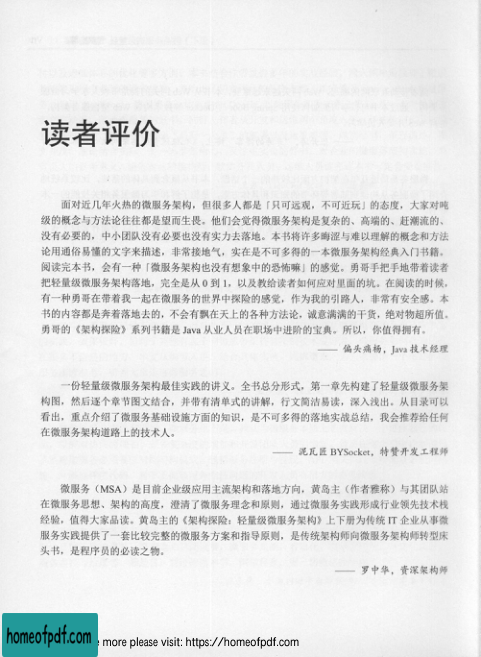 读者评价
面对近几年火热的微服务架构，但很多人都是「只可远观，不可近玩」的态度，大家对吨
级的概念与方法论往往都是望而生畏。他们会觉得微服务架构是复杂的、高端的、赶潮流的、
没有必要的，中小团队没有必要也没有实力去落地。本书将许多晦涩与难以理解的概念和方法
论用通俗易懂的文字来描述，非常接地气，实在是不可多得的一本微服务架构经典入门书籍。
阅读完本书，会有一种「微服务架构也没有想象中的恐怖嘛」的感觉。勇哥手把手地带着读者
把轻量级微服务架构落地，完全是从 0 到 1，以及教给读者如何应对里面的坑。在阅读的时候，
有一种勇哥在带着我一起在微服务的世界中探险的感觉，作为我的引路人，非常有安全感。本
书的内容都是奔着落地去的，不会有飘在天上的各种方法论，诚意满满的干货，绝对物超所值。
勇哥的《架构探险》系列书籍是 Java 从业人员在职场中进阶的宝典。所以，你值得拥有。
—— 偏头痛杨，Java 技术经理
一份轻量级微服务架构最佳实践的讲义。全书总分形式，第一章先构建了轻量级微服务架
构图，然后逐个章节图文结合，并带有清单式的讲解，行文简洁易读，深入浅出。从目录可以
看出，重点介绍了微服务基础设施方面的知识，是不可多得的落地实战总结，我会推荐给任何
在微服务架构道路上的技术人。
—— 泥瓦匠 BYSocket，特赞开发工程师
微服务（MSA）是目前企业级应用主流架构和落地方向，黄岛主（作者雅称）与其团队站
在微服务思想、架构的高度，澄清了微服务理念和原则，通过微服务实践形成行业领先技术栈
经验，值得大家品读。黄岛主的《架构探险：轻量级微服务架构》上下册为传统 IT 企业从事微
服务实践提供了一套比较完整的微服务方案和指导原则，是传统架构师向微服务架构师转型床
头书，是程序员的必读之物。
—— 罗中华，资深架构师
homeofpdf.com
e more please visit: https://homeofpdf.com